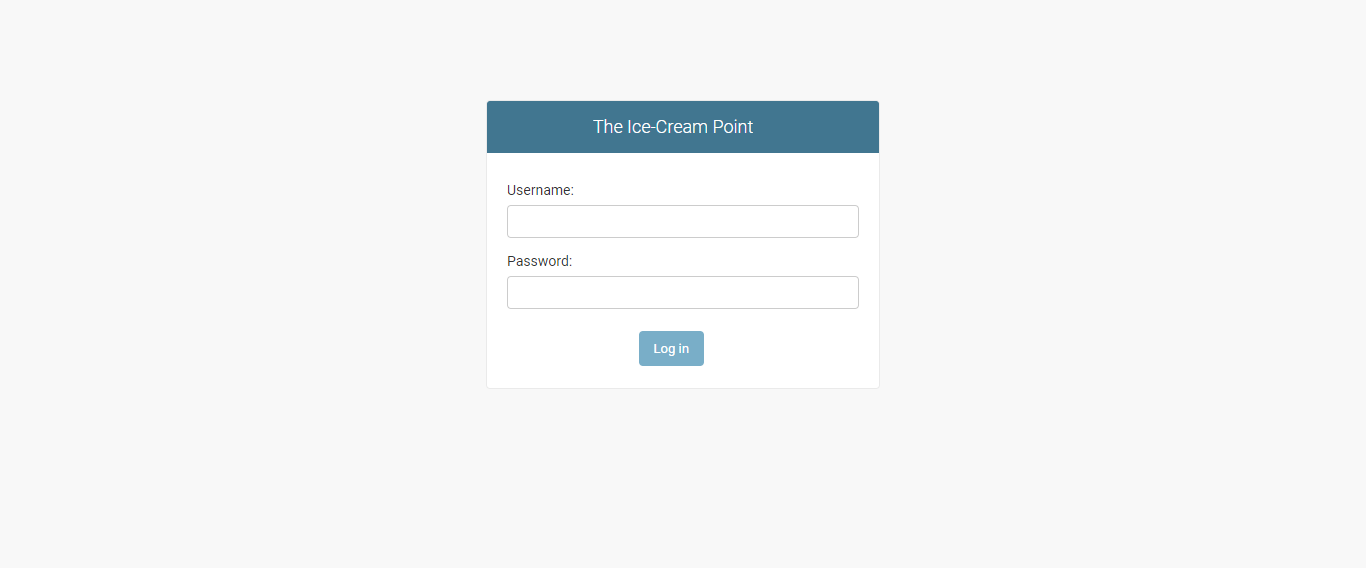 The Ice-Cream Point
Username:
Password:
Log in